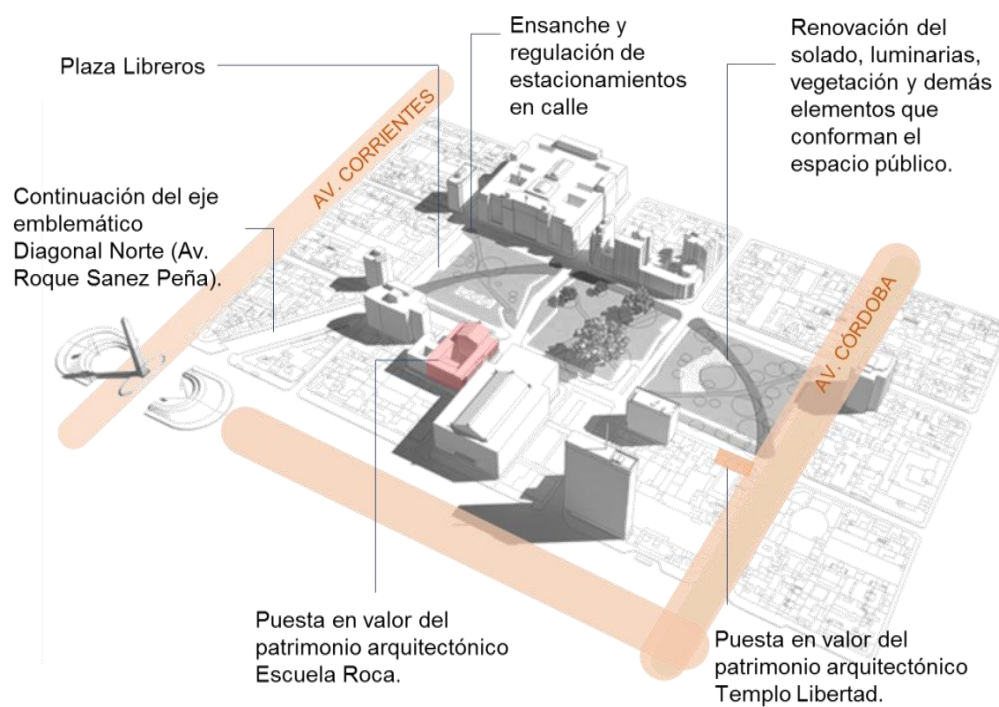 Plaza Libreros
Ensanche y
regulación de
estacionamientos
en calle
Renovación del
solado, luminarias,
vegetación y demás
elementos que
conforman el
espacio público.
AV. CORRIENTES
Continuación del eje
emblemático
Diagonal Norte (Av.
Roque Sanez Peña).
AV. CÓRDOBA
Puesta en valor del
patrimonio arquitectónico
Escuela Roca.
Puesta en valor del
patrimonio arquitectónico
Templo Libertad.